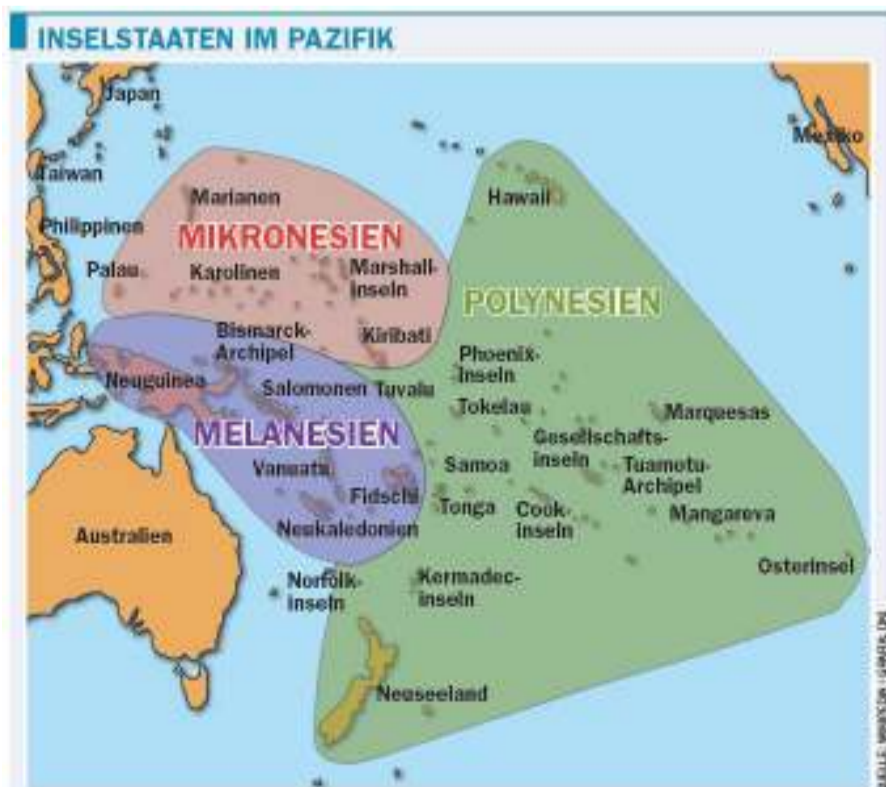 INSELSTAATEN IM PAZIFIK
Japan
Mexiko
Taiwan
Marianen
Hawaii
Philippinen
MIKRONESIEN
Palau
Karolinen
Marshall-
inseln
POLYNESIEN
Bismarck-
Archipel
Kiribati
Phoenix-
Inseln
Neuguinea
Salomonen
Tuvalu
Tokelau
Marquesas
MELANESIEN
Gesellschafts-
inseln
Vanuatu
Samoa
Tuamotu-
Archipel
Fidschi
Tonga
Cook-
inseln
Mangareva
Neukaledonien
Australien
Osterinsel
Norfolk-
inseln
Kermadec-
inseln
Neuseeland